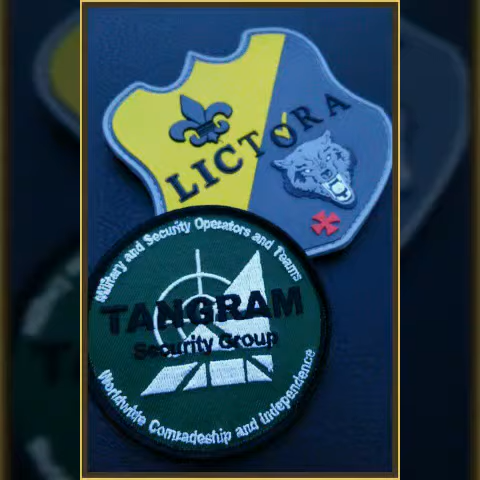 LICTORA
Military and Security Operators and Teams
TANGRAM
Security Group
Worldwide Comradeship and Independence